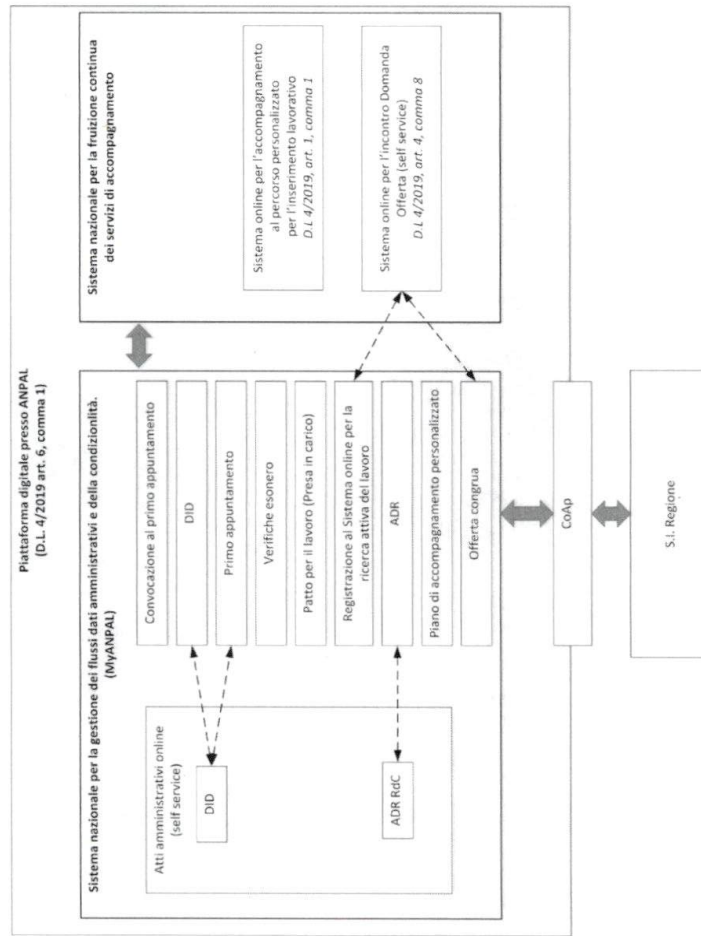 Piattaforma digitale presso ANPAL
(D.L. 4/2019 art. 6, comma 1)
Sistema nazionale per la gestione dei flussi dati amministrativi e della condizionlità.
(MyANPAL)
Atti amministrativi online
(self service)
DID
ADR RdC
Convocazione al primo appuntamento
DID
Primo appuntamento
Verifiche esonero
Patto per il lavoro (Presa in carico)
Registrazione al Sistema online per la
ricerca attiva del lavoro
ADR
Piano di accompagnamento personalizzato
Offerta congrua
Sistema nazionale per la fruizione continua
dei servizi di accompagnamento
Sistema online per l'accompagnamento
al percorso personalizzato
per l'inserimento lavorativo
D.L 4/2019, art. 1, comma 1
Sistema online per l'incontro Domanda
Offerta (self service)
D.L 4/2019, art. 4, comma 8
CoAp
S.I. Regione